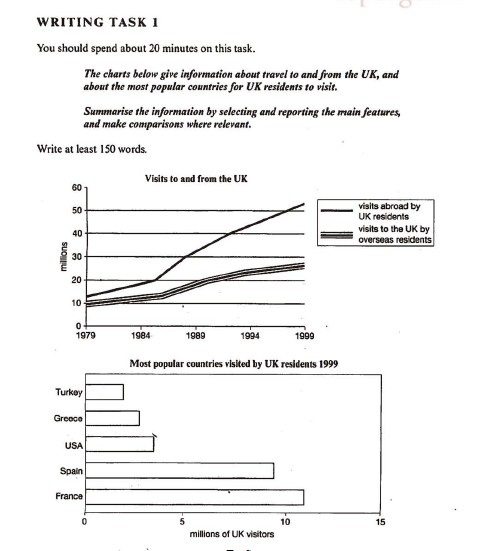 WRITING TASK 1
You should spend about 20 minutes on this task.
The charts below give information about travel to and from the UK, and
about the most popular countries for UK residents to visit.
Summarise the information by selecting and reporting the main features,
and make comparisons where relevant.
Write at least 150 words.
Visits to and from the UK
60
50
40
30
20
10
0
millions
1979 1984 1989 1994 1999
visits abroad by
UK residents
visits to the UK by
overseas residents
Most popular countries visited by UK residents 1999
Turkey
Greece
USA
Spain
France
0 5 10 15
millions of UK visitors